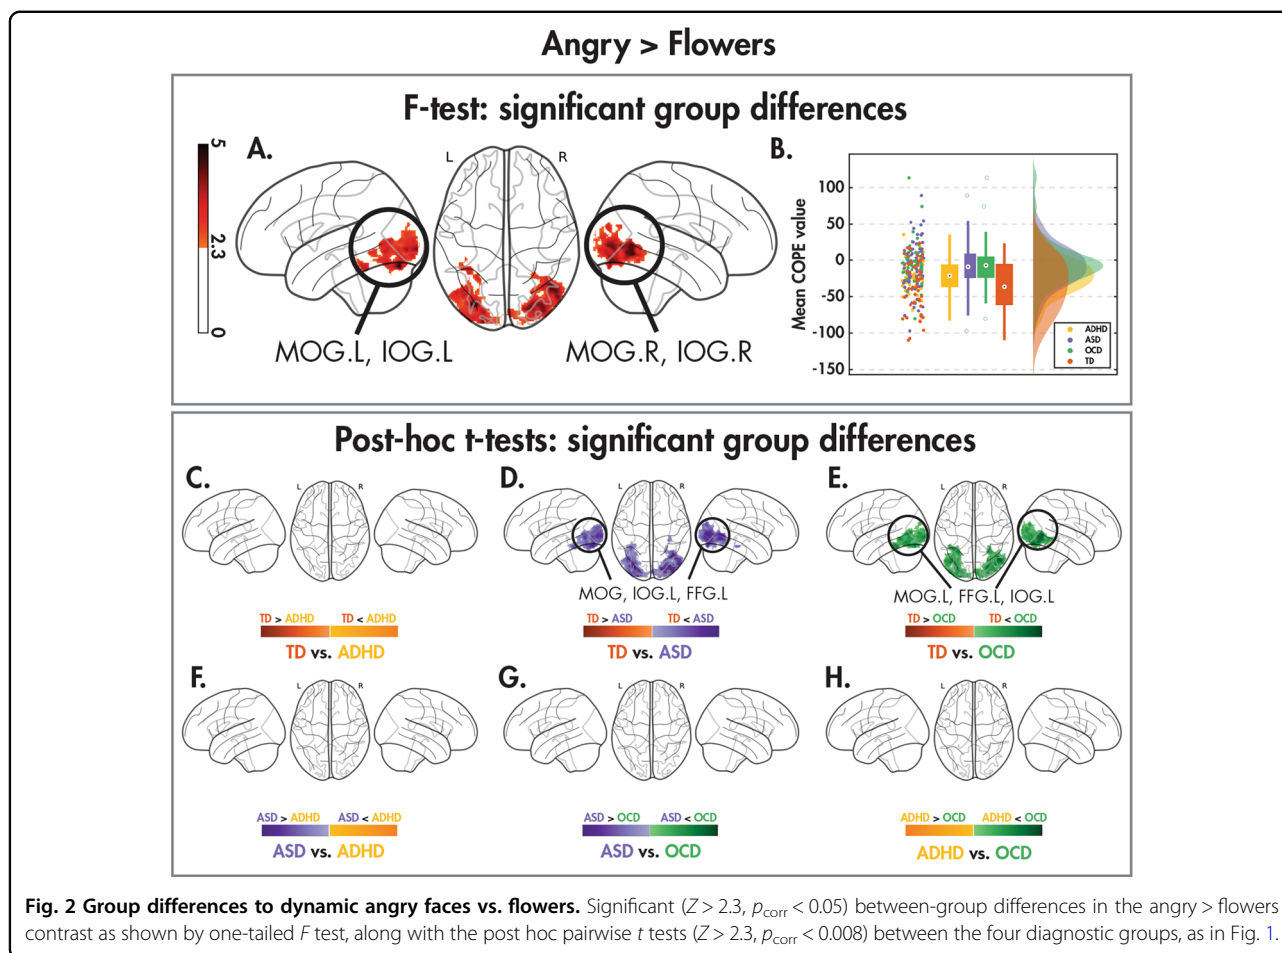 Angry > Flowers
F-test: significant group differences
A.
B.
5
2.3
0
L
R
MOG.L, IOG.L
MOG.R, IOG.R
Mean COPE value
100
50
0
-50
-100
-150
ADHD
ASD
OCD
TD
Post-hoc t-tests: significant group differences
C.
L
R
TD > ADHD
TD < ADHD
TD vs. ADHD
D.
L
R
MOG, IOG.L, FFG.L
TD > ASD
TD < ASD
TD vs. ASD
E.
L
R
MOG.L, FFG.L, IOG.L
TD > OCD
TD < OCD
TD vs. OCD
F.
L
R
ASD > ADHD
ASD < ADHD
ASD vs. ADHD
G.
L
R
ASD > OCD
ASD < OCD
ASD vs. OCD
H.
L
R
ADHD > OCD
ADHD < OCD
ADHD vs. OCD
Fig. 2 Group differences to dynamic angry faces vs. flowers. Significant (Z > 2.3, pcorr < 0.05) between-group differences in the angry > flowers
contrast as shown by one-tailed F test, along with the post hoc pairwise t tests (Z > 2.3, pcorr < 0.008) between the four diagnostic groups, as in Fig. 1.